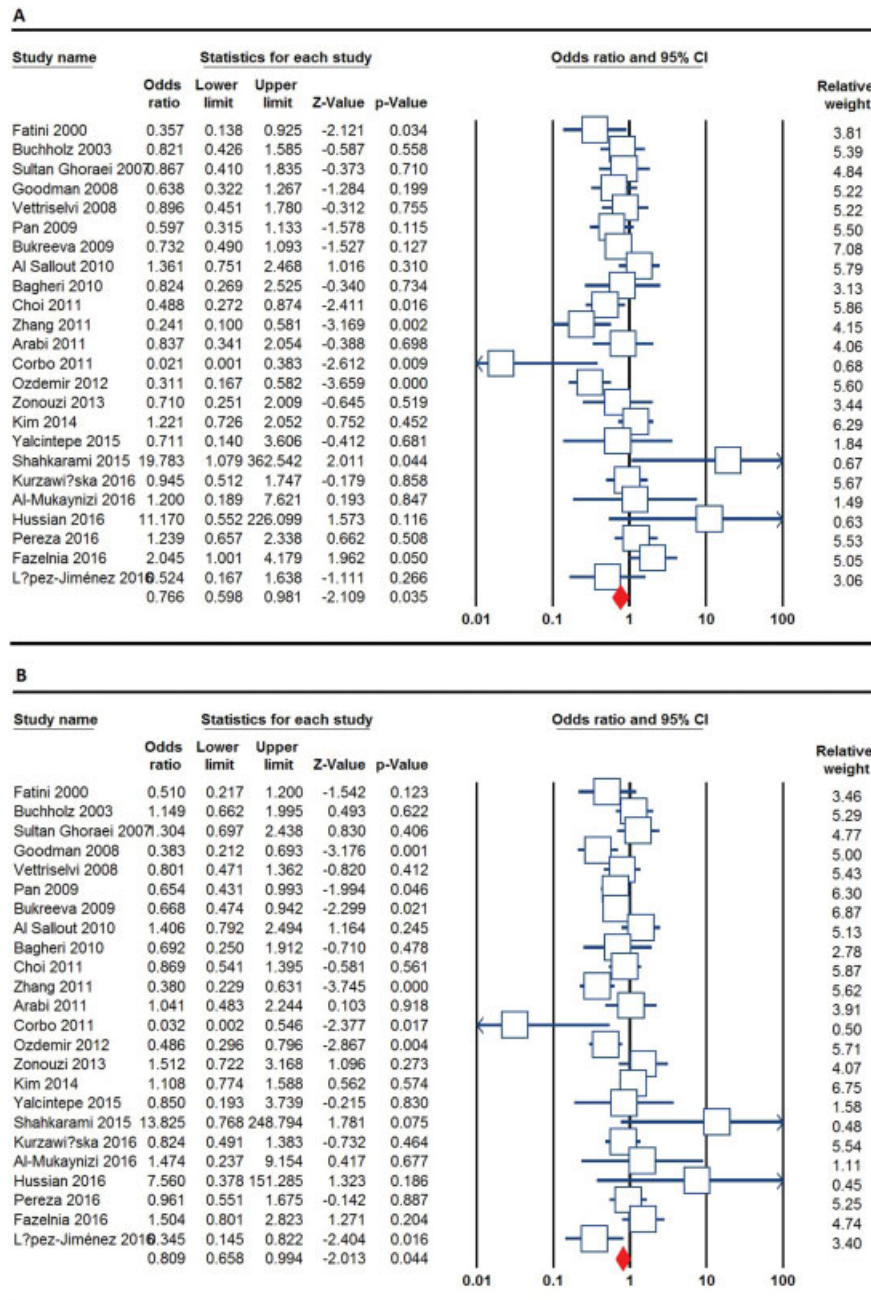 A
Study name Statistics for each study Odds ratio and 95% CI
Odds Lower Upper Relative
ratio limit limit Z-Value p-Value weight
Fatini 2000 0.357 0.138 0.925 -2.121 0.034 3.81
Buchholz 2003 0.821 0.426 1.585 -0.587 0.558 5.39
Sultan Ghoraei 2007 0.867 0.410 1.835 -0.373 0.710 4.84
Goodman 2008 0.638 0.322 1.267 -1.284 0.199 5.22
Vettriselvi 2008 0.896 0.451 1.780 -0.312 0.755 5.22
Pan 2009 0.597 0.315 1.133 -1.578 0.115 5.50
Bukreeva 2009 0.732 0.490 1.093 -1.527 0.127 7.08
Al Sallout 2010 1.361 0.751 2.468 1.016 0.310 5.79
Bagheri 2010 0.824 0.269 2.525 -0.340 0.734 3.13
Choi 2011 0.488 0.272 0.874 -2.411 0.016 5.86
Zhang 2011 0.241 0.100 0.581 -3.169 0.002 4.15
Arabi 2011 0.837 0.341 2.054 -0.388 0.698 4.06
Corbo 2011 0.021 0.001 0.383 -2.612 0.009 0.68
Ozdemir 2012 0.311 0.167 0.582 -3.659 0.000 5.60
Zonouzi 2013 0.710 0.251 2.009 -0.645 0.519 3.44
Kim 2014 1.221 0.726 2.052 0.752 0.452 6.29
Yalcintepe 2015 0.711 0.140 3.606 -0.412 0.681 1.84
Shahkarami 2015 19.783 1.079 362.542 2.011 0.044 0.67
Kurzawi?ska 2016 0.945 0.512 1.747 -0.179 0.858 5.67
Al-Mukaynizi 2016 1.200 0.189 7.621 0.193 0.847 1.49
Hussian 2016 11.170 0.552 226.099 1.573 0.116 0.63
Pereza 2016 1.239 0.657 2.338 0.662 0.508 5.53
Fazelnia 2016 2.045 1.001 4.179 1.962 0.050 5.05
L?pez-Jiménez 2016 0.524 0.167 1.638 -1.111 0.266 3.06
0.766 0.598 0.981 -2.109 0.035
0.01 0.1 1 10 100
B
Study name Statistics for each study Odds ratio and 95% CI
Odds Lower Upper Relative
ratio limit limit Z-Value p-Value weight
Fatini 2000 0.510 0.217 1.200 -1.542 0.123 3.46
Buchholz 2003 1.149 0.662 1.995 0.493 0.622 5.29
Sultan Ghoraei 2007 1.304 0.697 2.438 0.830 0.406 4.77
Goodman 2008 0.383 0.212 0.693 -3.176 0.001 5.00
Vettriselvi 2008 0.801 0.471 1.362 -0.820 0.412 5.43
Pan 2009 0.654 0.431 0.993 -1.994 0.046 6.30
Bukreeva 2009 0.668 0.474 0.942 -2.299 0.021 6.87
Al Sallout 2010 1.406 0.792 2.494 1.164 0.245 5.13
Bagheri 2010 0.692 0.250 1.912 -0.710 0.478 2.78
Choi 2011 0.869 0.541 1.395 -0.581 0.561 5.87
Zhang 2011 0.380 0.229 0.631 -3.745 0.000 5.62
Arabi 2011 1.041 0.483 2.244 0.103 0.918 3.91
Corbo 2011 0.032 0.002 0.546 -2.377 0.017 0.50
Ozdemir 2012 0.486 0.296 0.796 -2.867 0.004 5.71
Zonouzi 2013 1.512 0.722 3.168 1.096 0.273 4.07
Kim 2014 1.108 0.774 1.588 0.562 0.574 6.75
Yalcintepe 2015 0.850 0.193 3.739 -0.215 0.830 1.58
Shahkarami 2015 13.825 0.768 248.794 1.781 0.075 0.48
Kurzawi?ska 2016 0.824 0.491 1.383 -0.732 0.464 5.54
Al-Mukaynizi 2016 1.474 0.237 9.154 0.417 0.677 1.11
Hussian 2016 7.560 0.378 151.285 1.323 0.186 0.45
Pereza 2016 0.961 0.551 1.675 -0.142 0.887 5.25
Fazelnia 2016 1.504 0.801 2.823 1.271 0.204 4.74
L?pez-Jiménez 2016 0.345 0.145 0.822 -2.404 0.016 3.40
0.809 0.658 0.994 -2.013 0.044
0.01 0.1 1 10 100